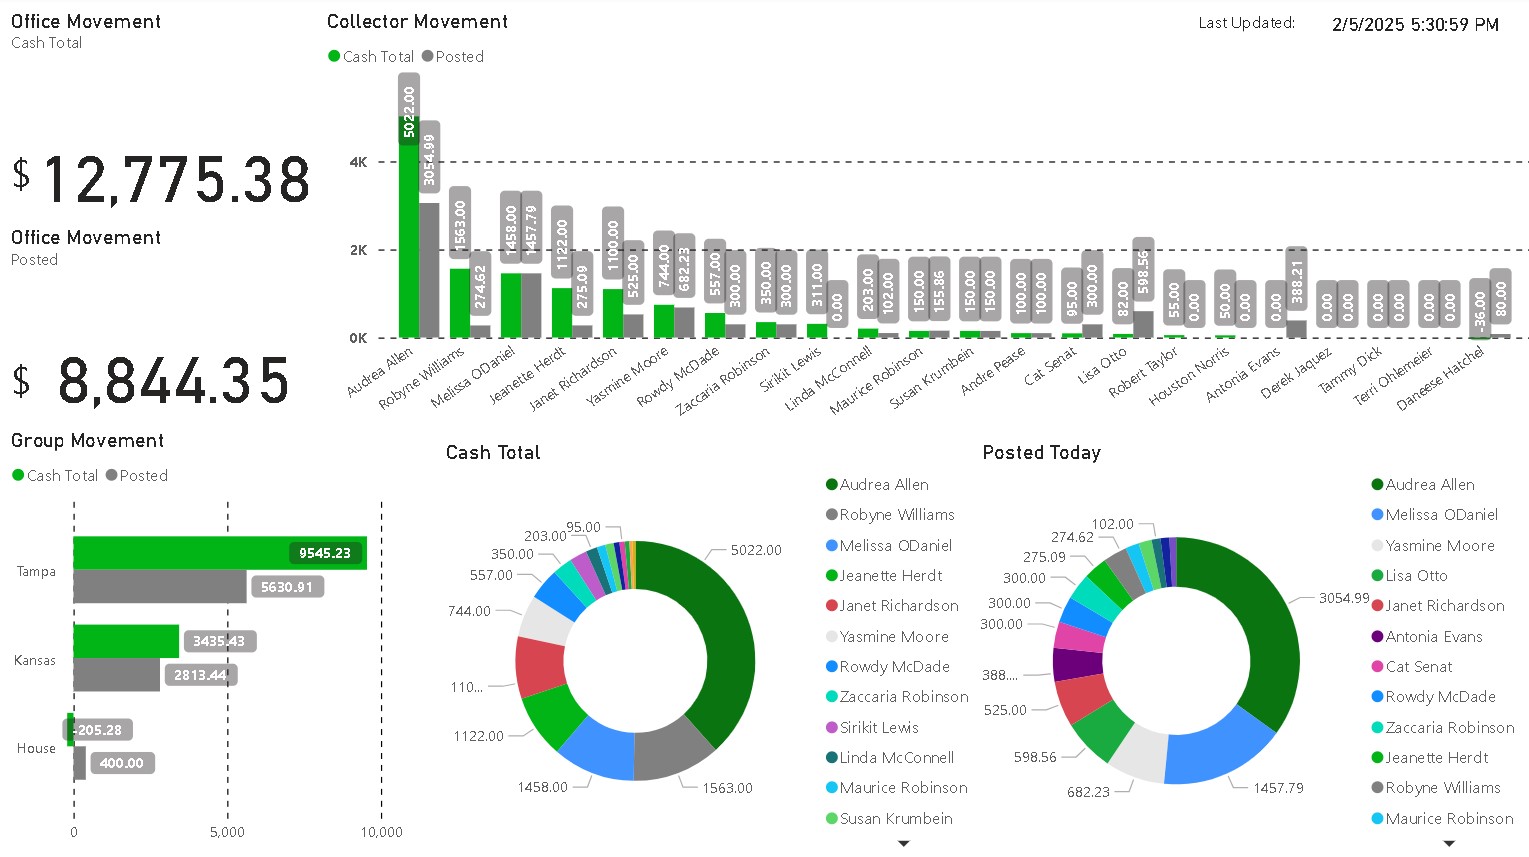 Office Movement
Cash Total
$ 12,775.38
Office Movement
Posted
$ 8,844.35
Collector Movement
Cash Total Posted
Last Updated: 2/5/2025 5:30:59 PM
4K
2K
0K
5022.00
3054.99
1563.00
274.62
1458.00
1457.79
1122.00
275.09
1100.00
525.00
744.00
682.23
557.00
300.00
350.00
300.00
311.00
0.00
203.00
102.00
150.00
155.86
150.00
150.00
100.00
100.00
95.00
300.00
82.00
598.56
55.00
0.00
50.00
0.00
0.00
388.21
0.00
0.00
0.00
0.00
0.00
0.00
-36.00
80.00
Audrea Allen
Robyne Williams
Melissa ODaniel
Jeanette Herdt
Janet Richardson
Yasmine Moore
Rowdy McDade
Zaccaria Robinson
Sirikit Lewis
Linda McConnell
Maurice Robinson
Susan Krumbein
Andre Pease
Cat Senat
Lisa Otto
Robert Taylor
Houston Norris
Antonia Evans
Derek Jaquez
Tammy Dick
Terri Ohlemeier
Daneese Hatchel
Group Movement
Cash Total Posted
Tampa
9545.23
5630.91
Kansas
3435.43
2813.44
House
-205.28
400.00
0
5,000
10,000
Cash Total
95.00
203.00
350.00
557.00
744.00
110...
1122.00
1458.00
1563.00
5022.00
Audrea Allen
Robyne Williams
Melissa ODaniel
Jeanette Herdt
Janet Richardson
Yasmine Moore
Rowdy McDade
Zaccaria Robinson
Sirikit Lewis
Linda McConnell
Maurice Robinson
Susan Krumbein
Posted Today
102.00
274.62
275.09
300.00
300.00
300.00
388....
525.00
598.56
682.23
1457.79
3054.99
Audrea Allen
Melissa ODaniel
Yasmine Moore
Lisa Otto
Janet Richardson
Antonia Evans
Cat Senat
Rowdy McDade
Zaccaria Robinson
Jeanette Herdt
Robyne Williams
Maurice Robinson